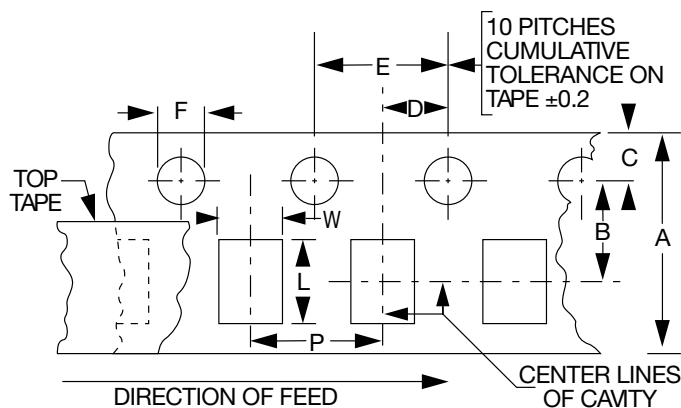 10 PITCHES
CUMULATIVE
TOLERANCE ON
TAPE ±0.2
E
F
D
C
TOP
TAPE
W
B
A
L
P
CENTER LINES
OF CAVITY
DIRECTION OF FEED